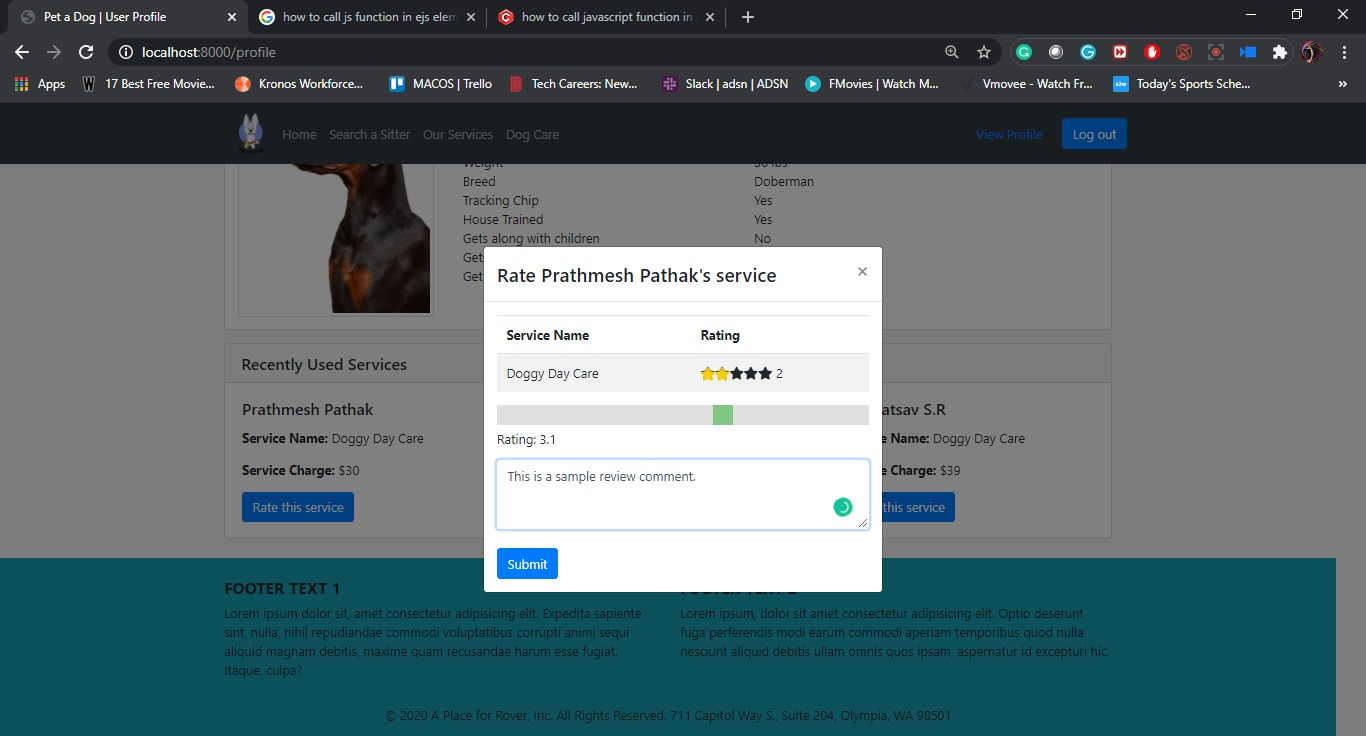 Pet a Dog | User Profile
how to call js function in ejs elem
how to call javascript function in
localhost:8000/profile
Apps
17 Best Free Movie...
Kronos Workforce...
MACOS | Trello
Tech Careers: New...
Slack | adsn | ADSN
FMovies | Watch M...
Vmovee - Watch Fr...
Today's Sports Sche...
»
Home Search a Sitter Our Services Dog Care
View Profile
Log out
Weight 50 lbs
Breed Doberman
Tracking Chip Yes
House Trained Yes
Gets along with children No
Get
Get
Rate Prathmesh Pathak's service ×
Service Name Rating
Doggy Day Care 2
Rating: 3.1
This is a sample review comment.
Submit
Recently Used Services
Prathmesh Pathak
Service Name: Doggy Day Care
Service Charge: $30
Rate this service
atsav S.R
e Name: Doggy Day Care
e Charge: $39
this service
FOOTER TEXT 1
Lorem ipsum dolor sit, amet consectetur adipisicing elit. Expedita sapiente
sint, nulla, nihil repudiandae commodi voluptatibus corrupti animi sequi
aliquid magnam debitis, maxime quam recusandae harum esse fugiat.
Itaque, culpa?
FOOTER TEXT 2
Lorem ipsum, dolor sit amet consectetur adipisicing elit. Optio deserunt
fuga perferendis modi earum commodi aperiam temporibus quod nulla
nesciunt aliquid debitis ullam omnis quos ipsam, aspernatur id excepturi hic.
© 2020 A Place for Rover, Inc. All Rights Reserved. 711 Capitol Way S., Suite 204, Olympia, WA 98501